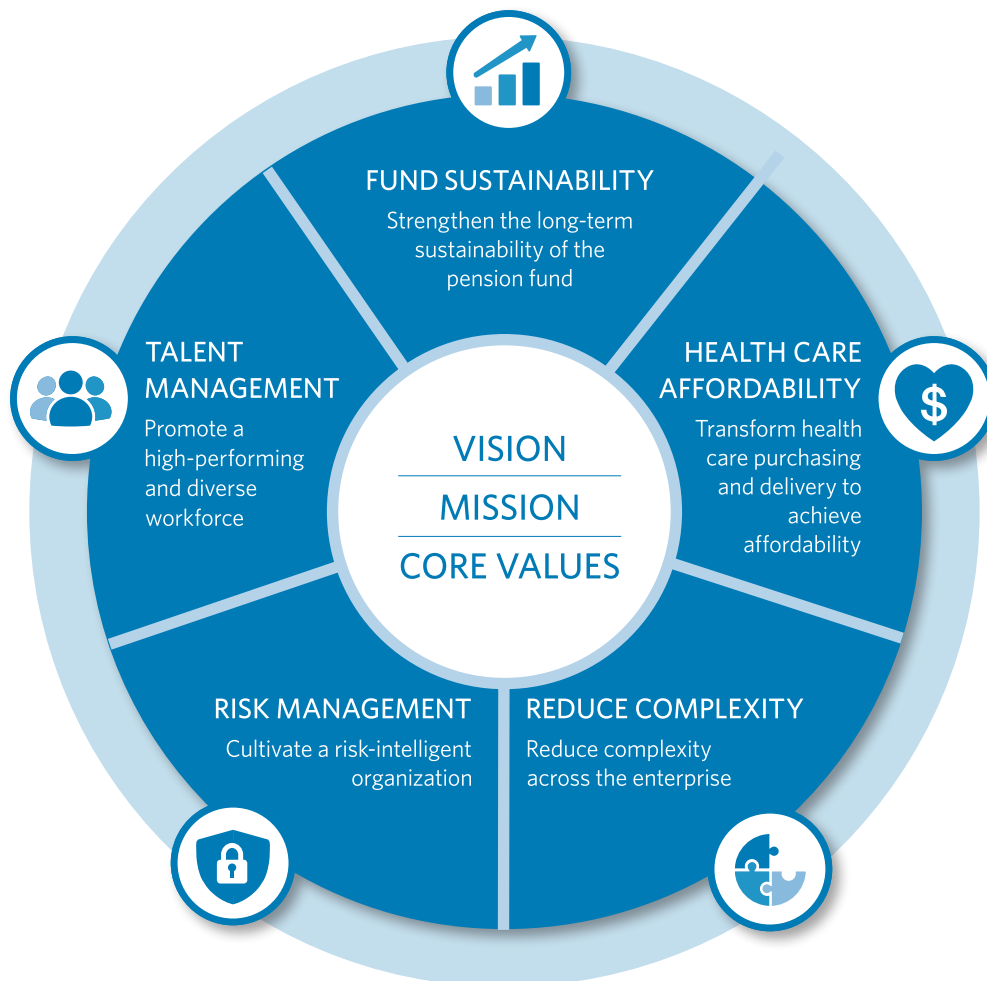 FUND SUSTAINABILITY
Strengthen the long-term
sustainability of the
pension fund
HEALTH CARE
AFFORDABILITY
Transform health
care purchasing
and delivery to
achieve
affordability
$
REDUCE COMPLEXITY
Reduce complexity
across the enterprise
RISK MANAGEMENT
Cultivate a risk-intelligent
organization
TALENT
MANAGEMENT
Promote a
high-performing
and diverse
workforce
VISION
MISSION
CORE VALUES